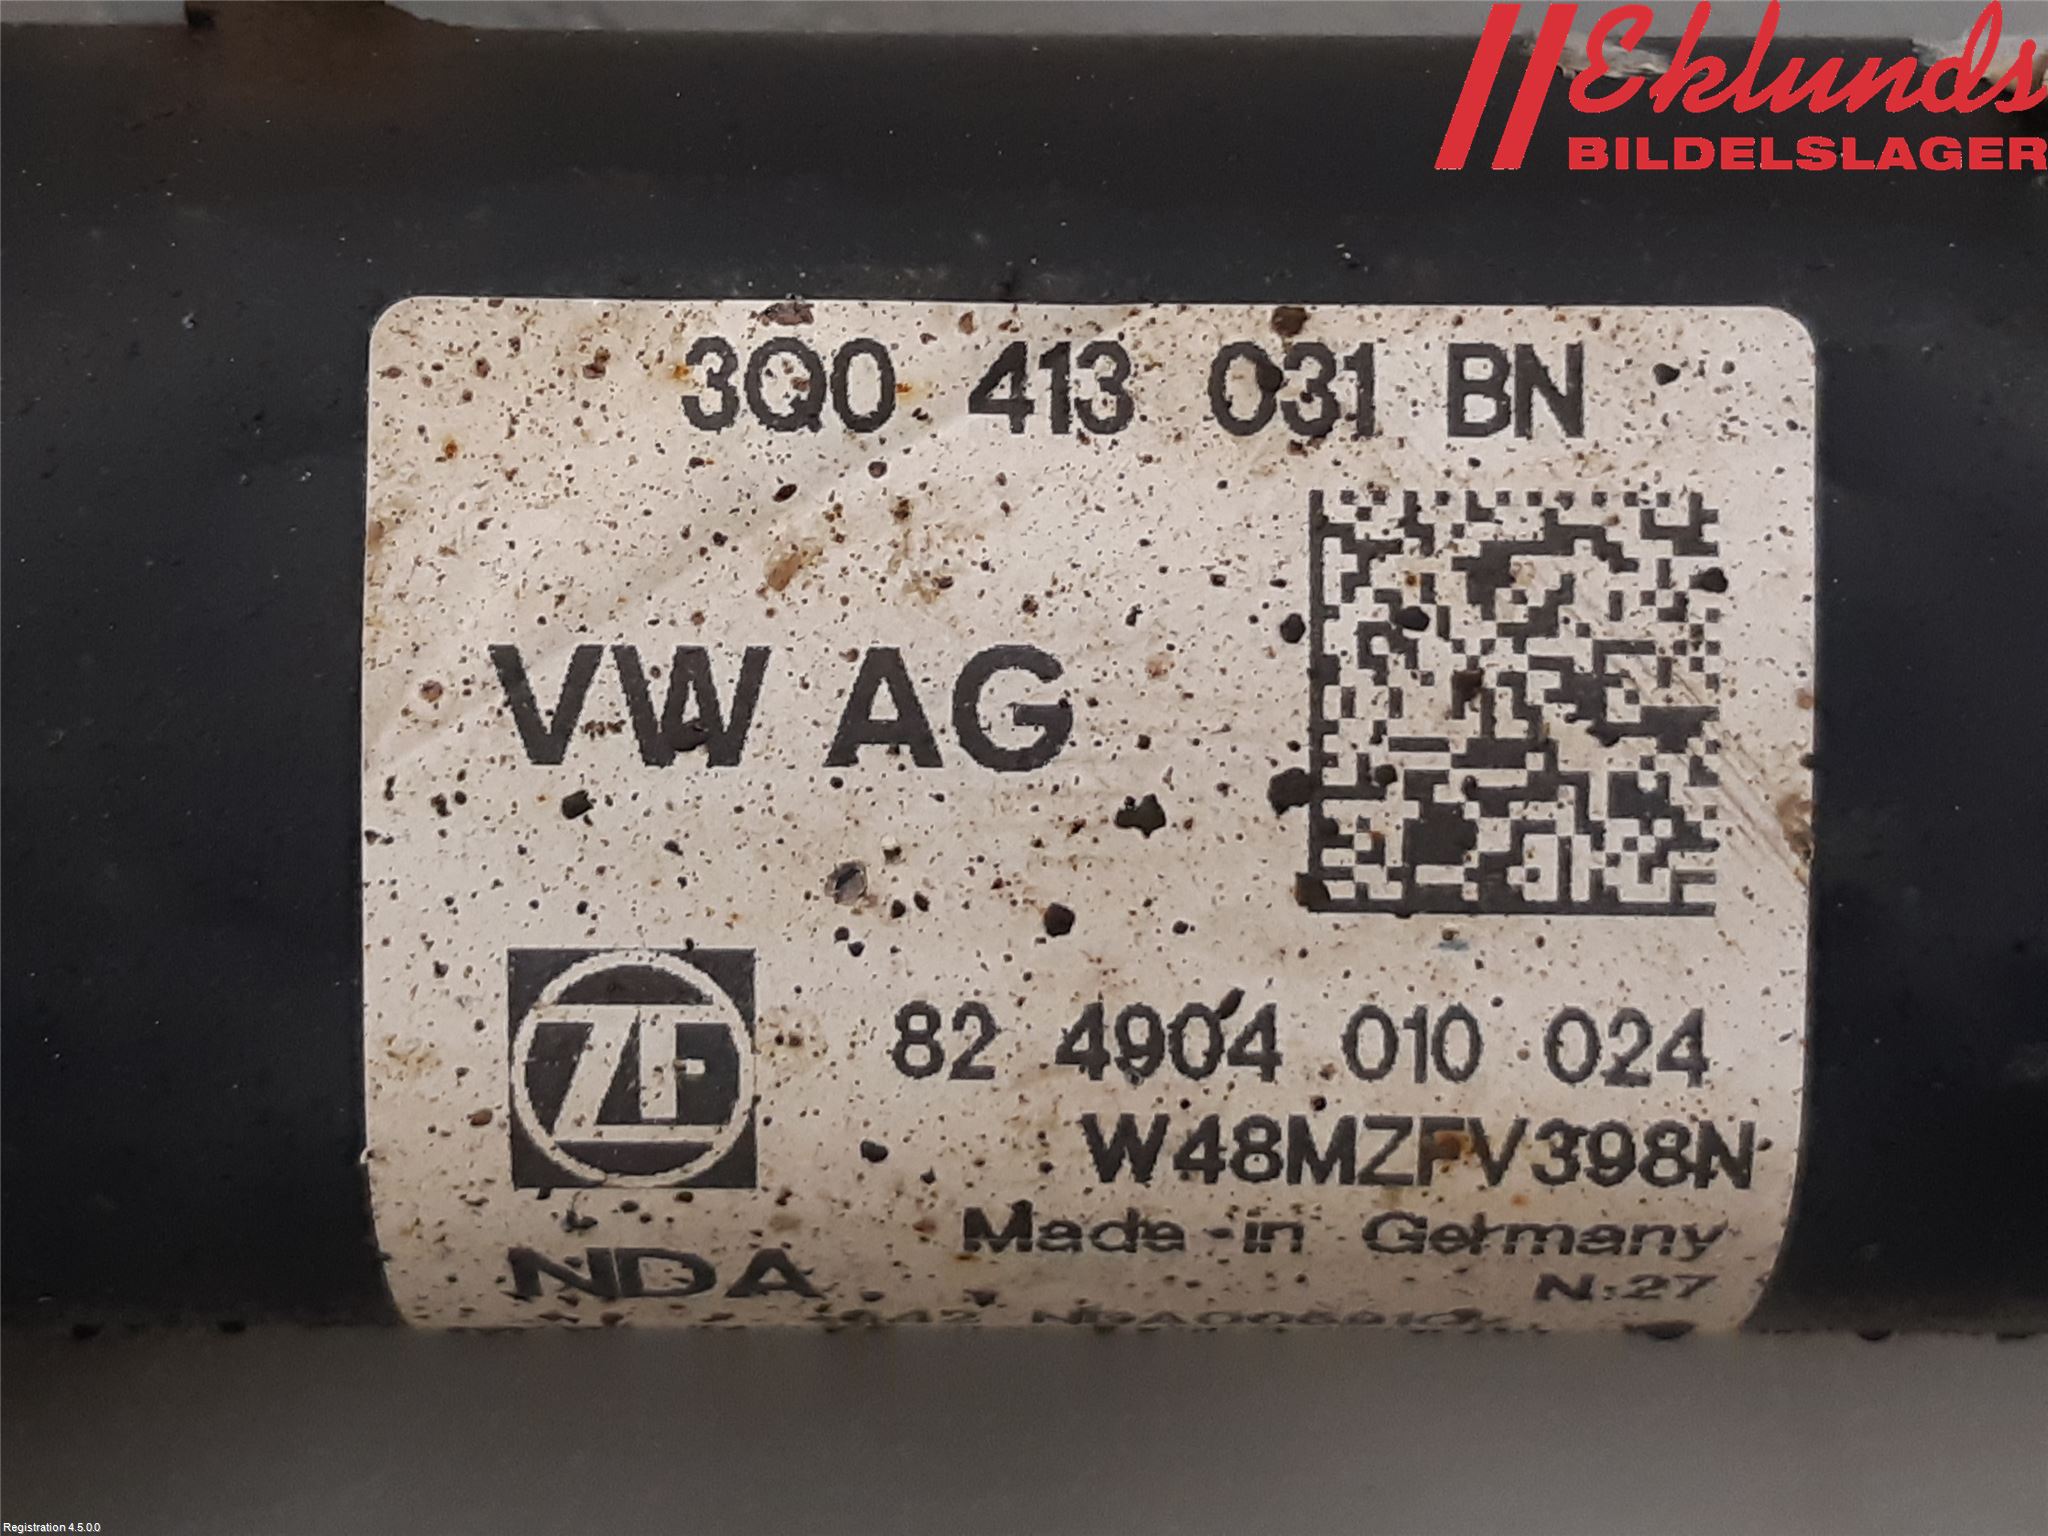 Eklunds
BILDELSLAGER
3Q0 413 031 BN
VW AG
ZF
82 4904 010 024
W48MZFV398N
Made in Germany
NDA
N:27
Registration 4.5.0.0